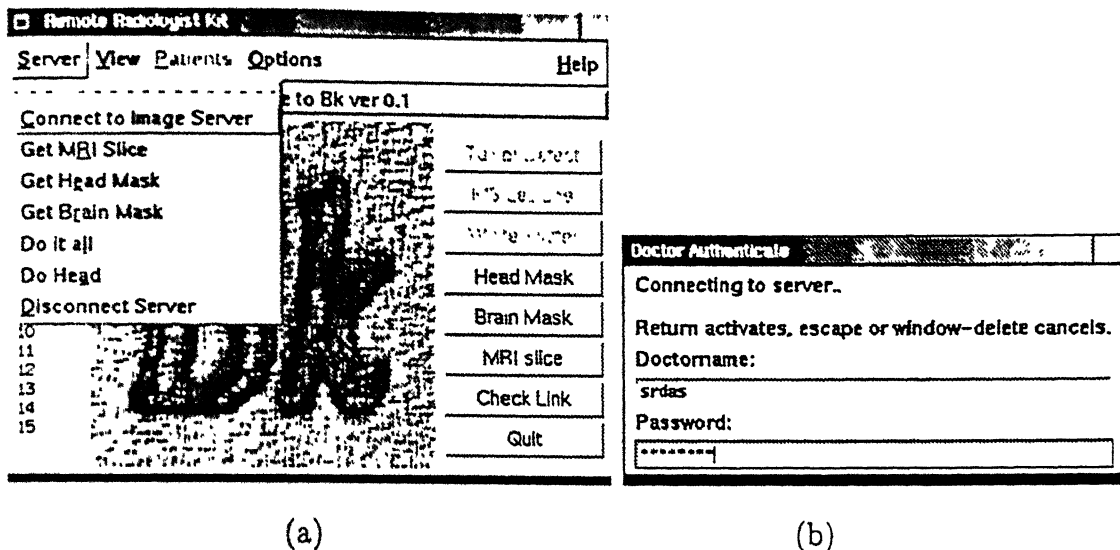 Remote Radiologist Kit
Server View Patients Options Help
e to Bk ver 0.1
Connect to Image Server
Get MRI Slice
Get Head Mask
Get Brain Mask
Do it all
Do Head
Disconnect Server
10
11
12
13
14
15
Head Mask
Brain Mask
MRI slice
Check Link
Quit
(a)
Doctor Authenticate
Connecting to server..
Return activates, escape or window-delete cancels.
Doctorname:
srdas
Password:
********
(b)